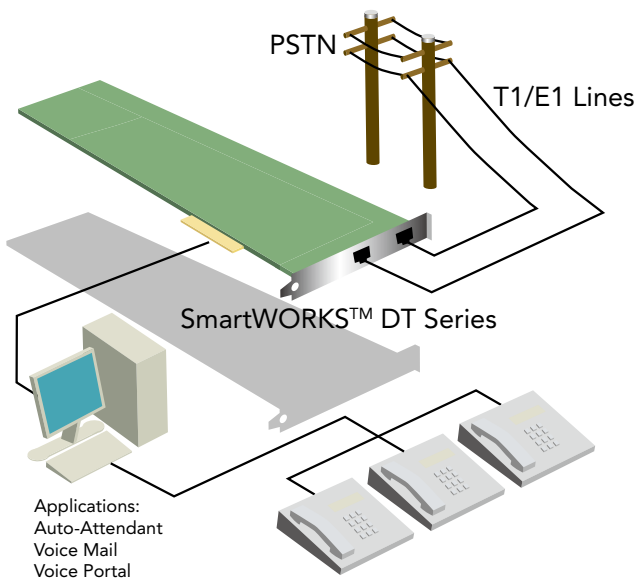 PSTN
T1/E1 Lines
SmartWORKS™ DT Series
Applications:
Auto-Attendant
Voice Mail
Voice Portal